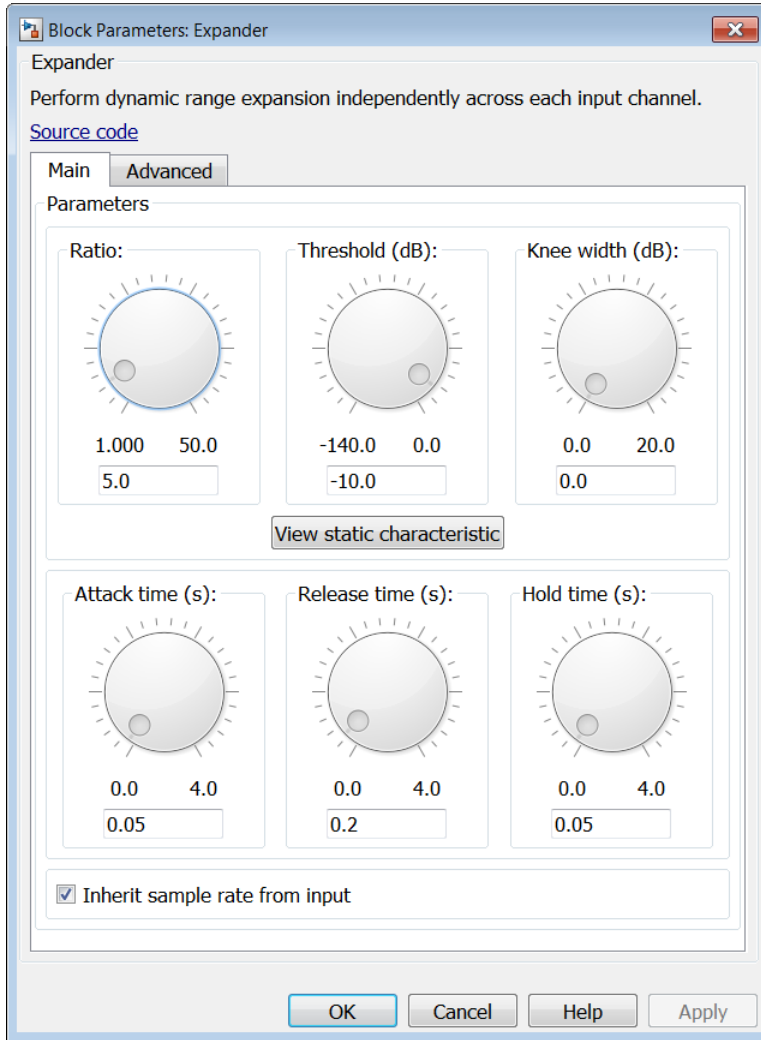 Block Parameters: Expander
Expander
Perform dynamic range expansion independently across each input channel.
Source code
Main Advanced
Parameters
Ratio: Threshold (dB): Knee width (dB):
1.000 50.0 -140.0 0.0 0.0 20.0
5.0 -10.0 0.0
View static characteristic
Attack time (s): Release time (s): Hold time (s):
0.0 4.0 0.0 4.0 0.0 4.0
0.05 0.2 0.05
Inherit sample rate from input
OK Cancel Help Apply